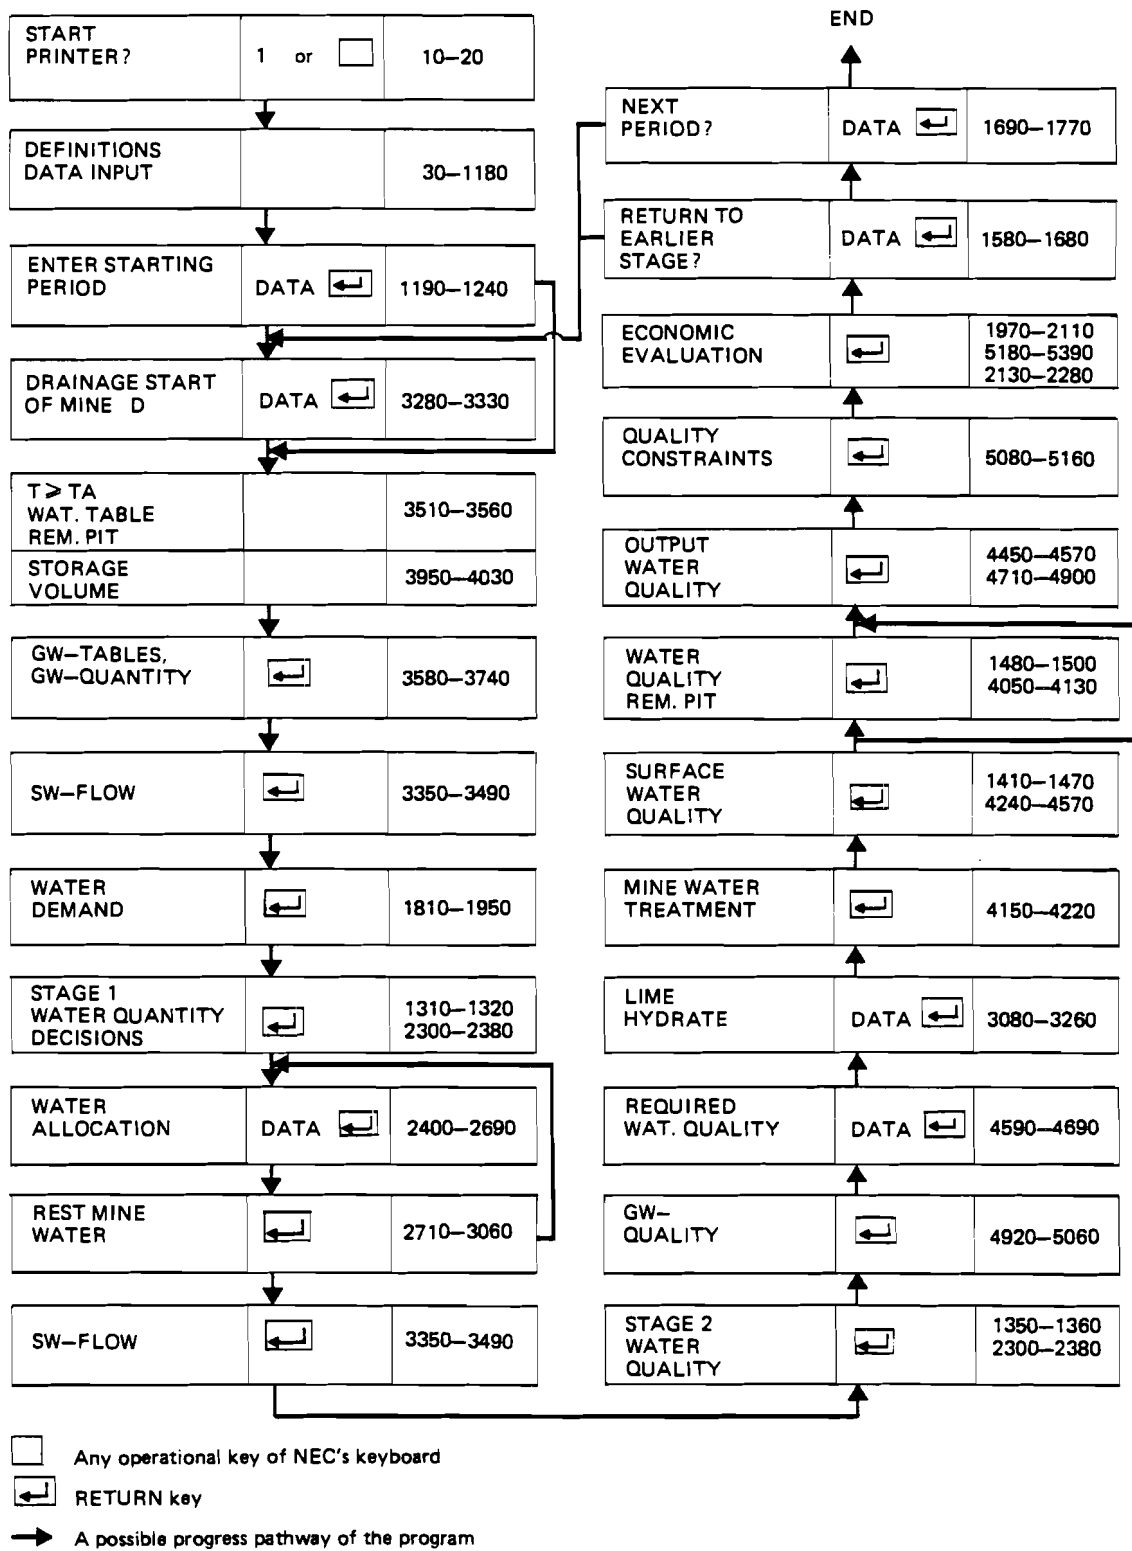 START
PRINTER?
1 or
10–20
DEFINITIONS
DATA INPUT
30–1180
ENTER STARTING
PERIOD
DATA
1190–1240
DRAINAGE START
OF MINE D
DATA
3280–3330
T ⩾ TA
WAT. TABLE
REM. PIT
3510–3560
STORAGE
VOLUME
3950–4030
GW–TABLES,
GW–QUANTITY
3580–3740
SW–FLOW
3350–3490
WATER
DEMAND
1810–1950
STAGE 1
WATER QUANTITY
DECISIONS
1310–1320
2300–2380
WATER
ALLOCATION
DATA
2400–2690
REST MINE
WATER
2710–3060
SW–FLOW
3350–3490
END
NEXT
PERIOD?
DATA
1690–1770
RETURN TO
EARLIER
STAGE?
DATA
1580–1680
ECONOMIC
EVALUATION
1970–2110
5180–5390
2130–2280
QUALITY
CONSTRAINTS
5080–5160
OUTPUT
WATER
QUALITY
4450–4570
4710–4900
WATER
QUALITY
REM. PIT
1480–1500
4050–4130
SURFACE
WATER
QUALITY
1410–1470
4240–4570
MINE WATER
TREATMENT
4150–4220
LIME
HYDRATE
DATA
3080–3260
REQUIRED
WAT. QUALITY
DATA
4590–4690
GW–
QUALITY
4920–5060
STAGE 2
WATER
QUALITY
1350–1360
2300–2380
Any operational key of NEC's keyboard
RETURN key
A possible progress pathway of the program